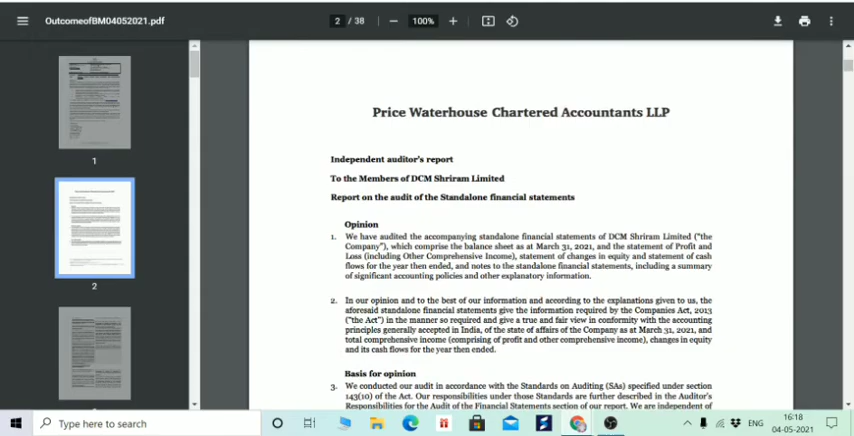 OutcomeofBM04052021.pdf
2 / 38
100%
Price Waterhouse Chartered Accountants LLP
Independent auditor's report
To the Members of DCM Shriram Limited
Report on the audit of the Standalone financial statements
Opinion
1. We have audited the accompanying standalone financial statements of DCM Shriram Limited ("the
Company"), which comprise the balance sheet as at March 31, 2021, and the statement of Profit and
Loss (including Other Comprehensive Income), statement of changes in equity and statement of cash
flows for the year then ended, and notes to the standalone financial statements, including a summary
of significant accounting policies and other explanatory information.
2. In our opinion and to the best of our information and according to the explanations given to us, the
aforesaid standalone financial statements give the information required by the Companies Act, 2013
("the Act") in the manner so required and give a true and fair view in conformity with the accounting
principles generally accepted in India, of the state of affairs of the Company as at March 31, 2021, and
total comprehensive income (comprising of profit and other comprehensive income), changes in equity
and its cash flows for the year then ended.
Basis for opinion
3. We conducted our audit in accordance with the Standards on Auditing (SAs) specified under section
143(10) of the Act. Our responsibilities under those Standards are further described in the Auditor's
Responsibilities for the Audit of the Financial Statements section of our report. We are independent of
1
2
Type here to search
ENG
16:18
04-05-2021